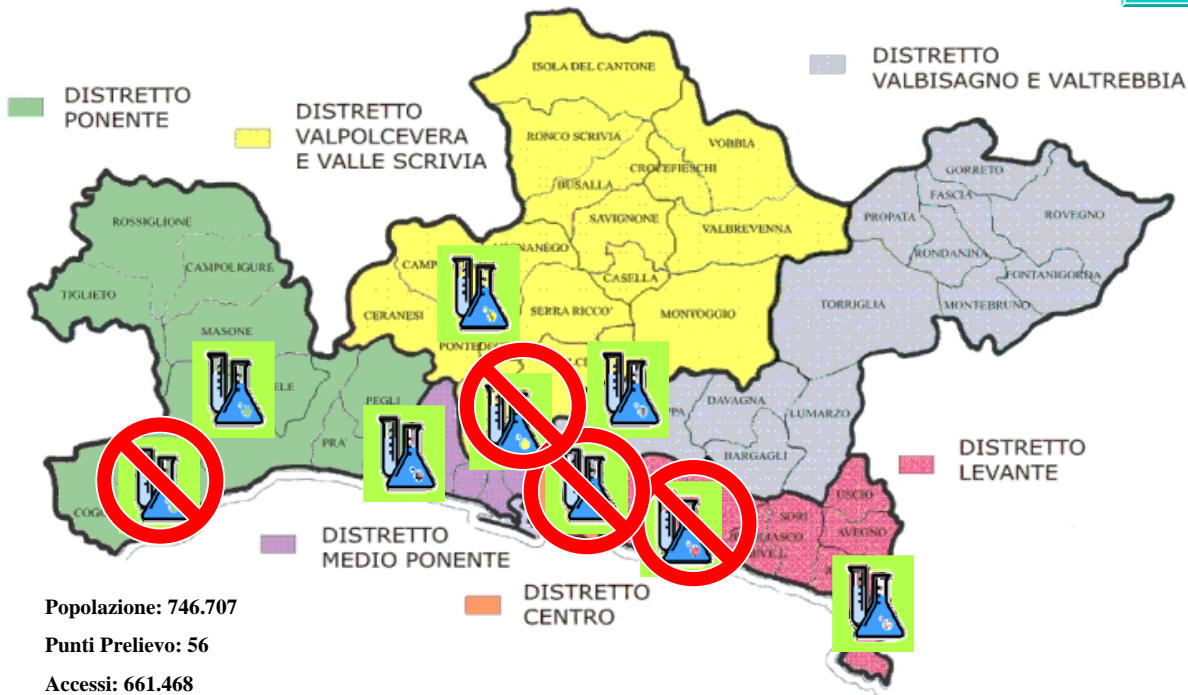 DISTRETTO
PONENTE
DISTRETTO
VALPOLCEVERA
E VALLE SCRIVIA
DISTRETTO
VALBISAGNO E VALTREBBIA
ISOLA DEL CANTONE
RONCO SCRIVIA
VOBBIA
CROCEFIESCHI
BUSALLA
SAVIGNONE
VALBREVENNA
CASELLA
SERRA RICCO'
MONTOGGIO
CERANESI
GORRETO
FASCIA
PROPATA
ROVEGNO
RONDANINA
FONTANIGORDA
TORRIGLIA
MONTEBRUNO
ROSSIGLIONE
CAMPOLIGURE
TIGLIETO
MASONE
PEGLI
DAVAGNA
LUMARZO
BARGAGLI
USCIO
SORI
AVEGNO
DISTRETTO
LEVANTE
DISTRETTO
MEDIO PONENTE
DISTRETTO
CENTRO
Popolazione: 746.707
Punti Prelievo: 56
Accessi: 661.468